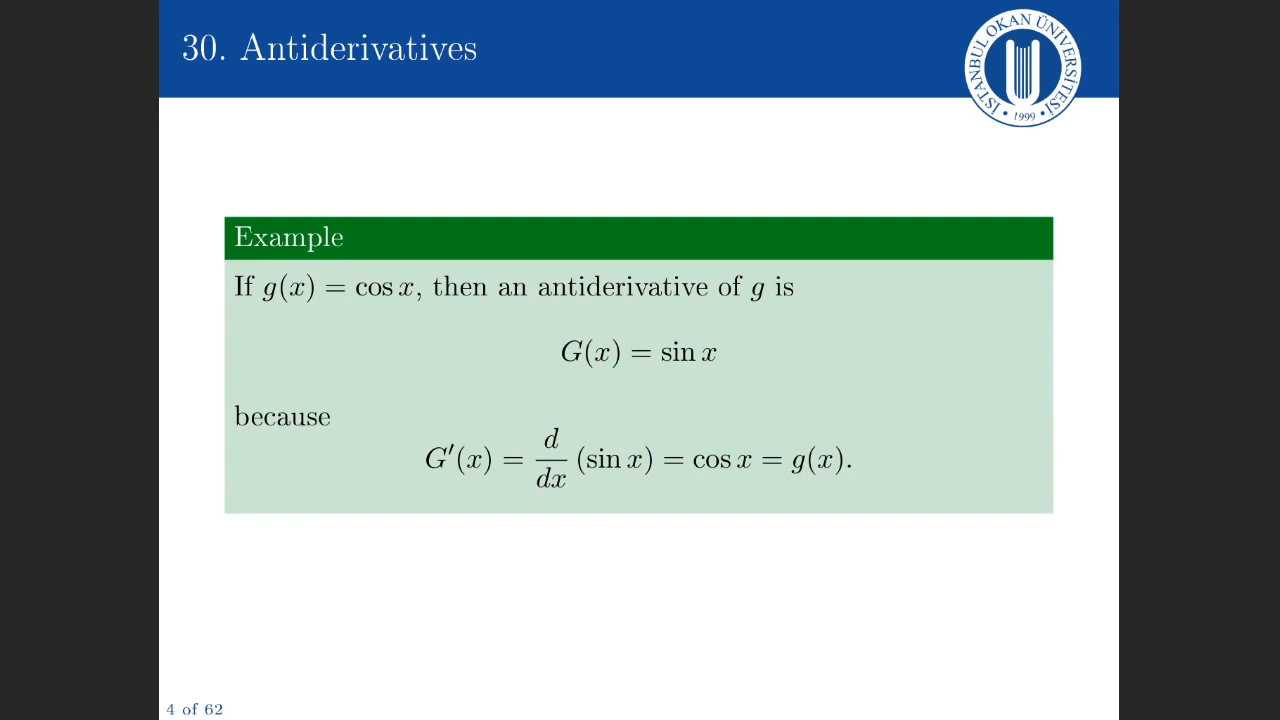 30. Antiderivatives
İSTANBUL OKAN ÜNİVERSİTESİ
• 1999 •
Example
If g(x) = cos x, then an antiderivative of g is
G(x) = sin x
because
G′(x) = d/dx (sin x) = cos x = g(x).
4 of 62